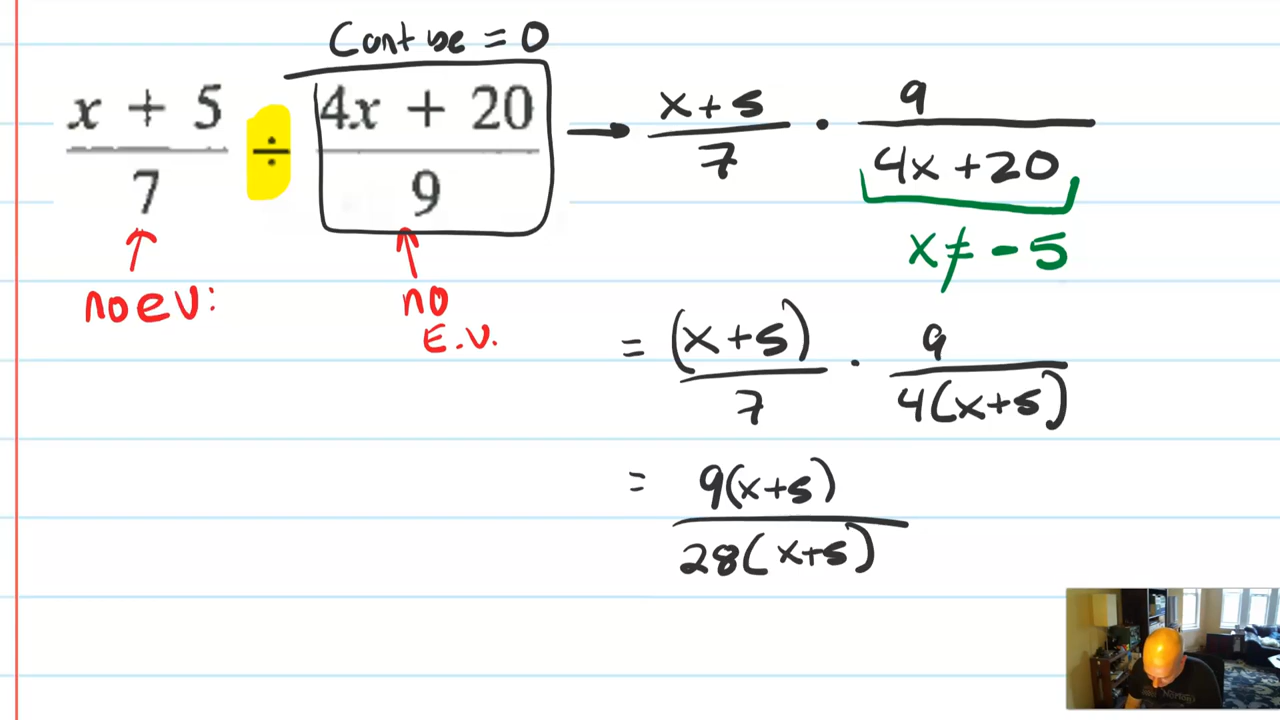 Cont be = 0
x + 5 / 7 ÷ 4x + 20 / 9 → x+5 / 7 · 9 / 4x+20
x ≠ -5
no ev:
no
E.V.
= (x+5) / 7 · 9 / 4(x+5)
= 9(x+5) / 28(x+5)